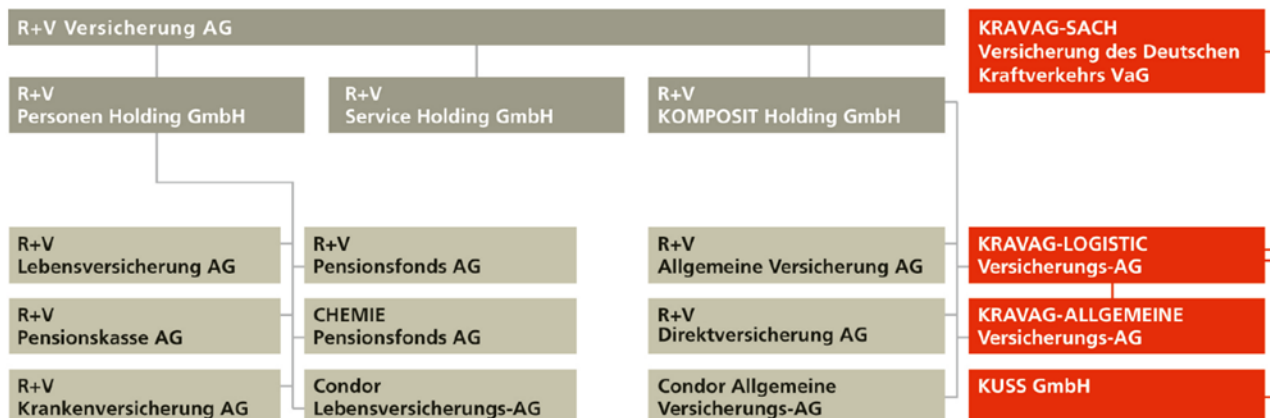 R+V Versicherung AG
KRAVAG-SACH
Versicherung des Deutschen
Kraftverkehrs VaG
R+V
Personen Holding GmbH
R+V
Service Holding GmbH
R+V
KOMPOSIT Holding GmbH
R+V
Lebensversicherung AG
R+V
Pensionsfonds AG
R+V
Allgemeine Versicherung AG
KRAVAG-LOGISTIC
Versicherungs-AG
R+V
Pensionskasse AG
CHEMIE
Pensionsfonds AG
R+V
Direktversicherung AG
KRAVAG-ALLGEMEINE
Versicherungs-AG
R+V
Krankenversicherung AG
Condor
Lebensversicherungs-AG
Condor Allgemeine
Versicherungs-AG
KUSS GmbH